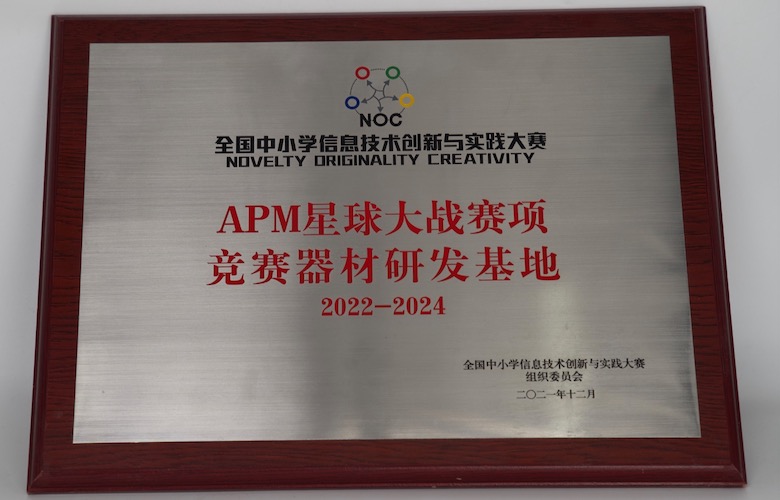 NOC
全国中小学信息技术创新与实践大赛
NOVELTY ORIGINALITY CREATIVITY
APM星球大战赛项
竞赛器材研发基地
2022-2024
全国中小学信息技术创新与实践大赛
组织委员会
二〇二一年十二月